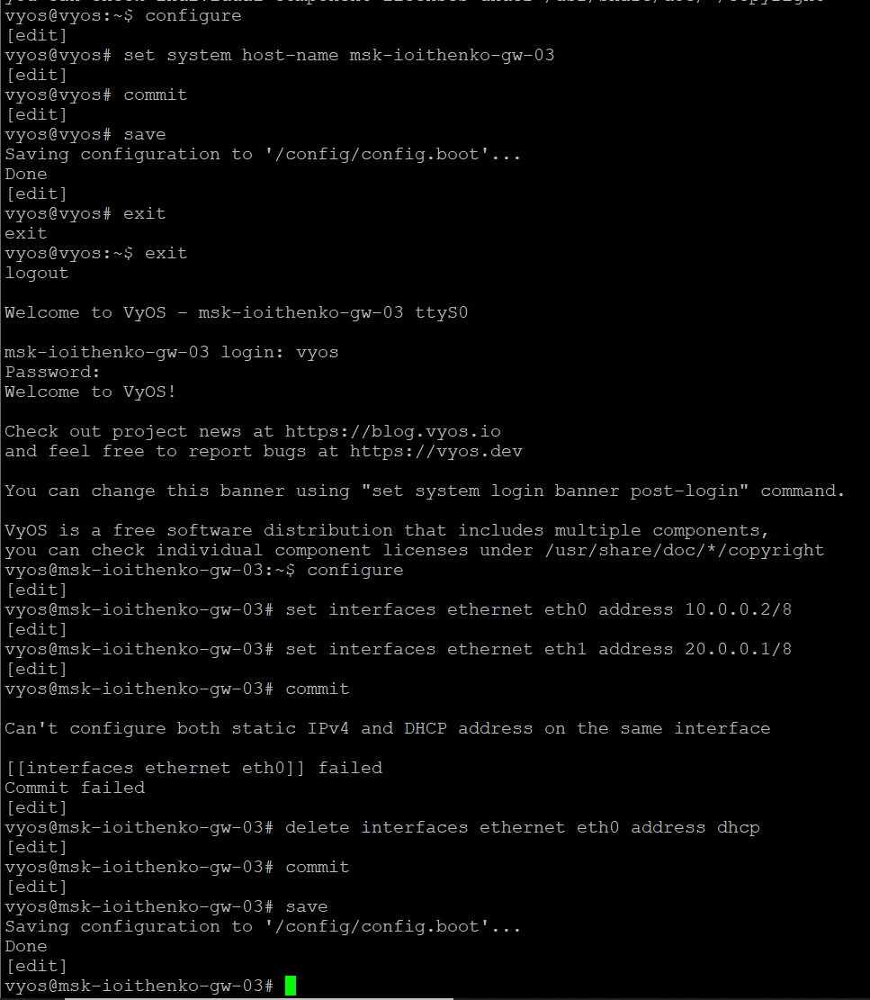 vyos@vyos:~$ configure
[edit]
vyos@vyos# set system host-name msk-ioithenko-gw-03
[edit]
vyos@vyos# commit
[edit]
vyos@vyos# save
Saving configuration to '/config/config.boot'...
Done
[edit]
vyos@vyos# exit
exit
vyos@vyos:~$ exit
logout
Welcome to VyOS - msk-ioithenko-gw-03 ttyS0
msk-ioithenko-gw-03 login: vyos
Password:
Welcome to VyOS!
Check out project news at https://blog.vyos.io
and feel free to report bugs at https://vyos.dev
You can change this banner using "set system login banner post-login" command.
VyOS is a free software distribution that includes multiple components,
you can check individual component licenses under /usr/share/doc/*/copyright
vyos@msk-ioithenko-gw-03:~$ configure
[edit]
vyos@msk-ioithenko-gw-03# set interfaces ethernet eth0 address 10.0.0.2/8
[edit]
vyos@msk-ioithenko-gw-03# set interfaces ethernet eth1 address 20.0.0.1/8
[edit]
vyos@msk-ioithenko-gw-03# commit
Can't configure both static IPv4 and DHCP address on the same interface
[[interfaces ethernet eth0]] failed
Commit failed
[edit]
vyos@msk-ioithenko-gw-03# delete interfaces ethernet eth0 address dhcp
[edit]
vyos@msk-ioithenko-gw-03# commit
[edit]
vyos@msk-ioithenko-gw-03# save
Saving configuration to '/config/config.boot'...
Done
[edit]
vyos@msk-ioithenko-gw-03#